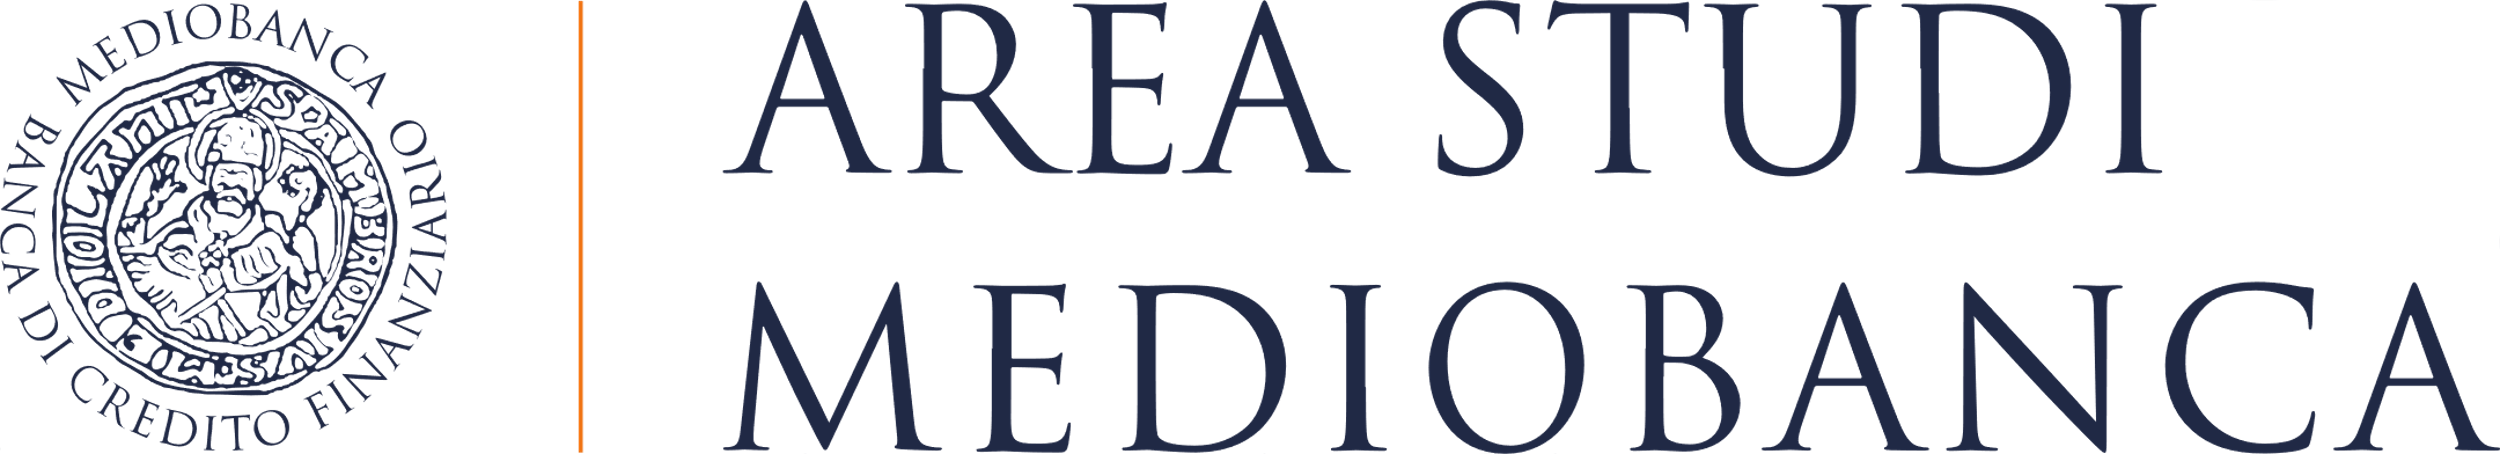 MEDIOBANCA
BANCA DI CREDITO FINANZIARIO
AREA STUDI
MEDIOBANCA